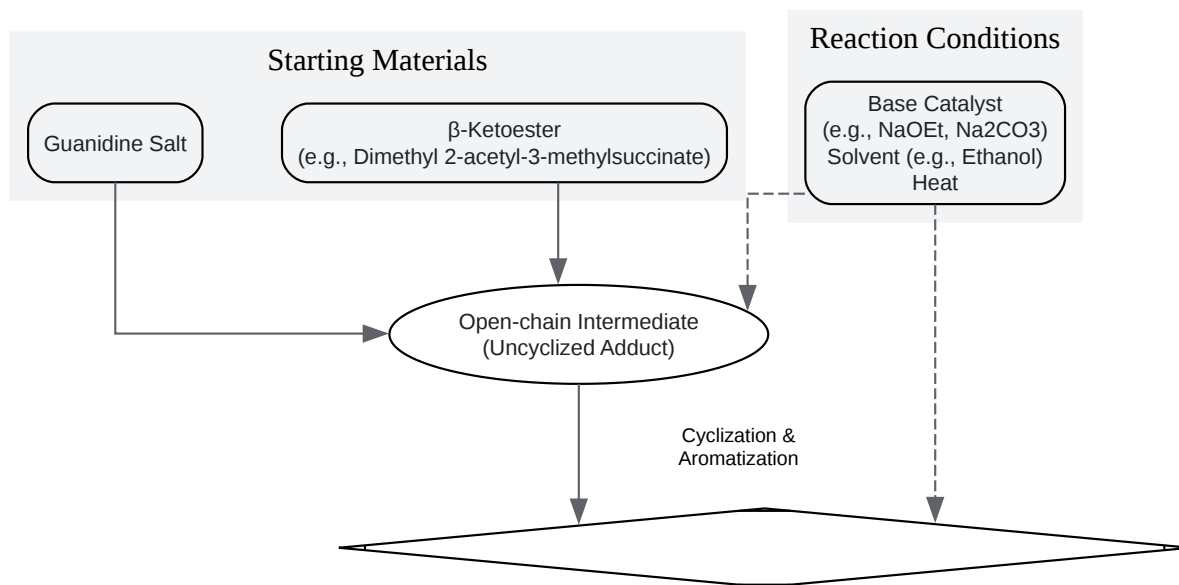 Starting Materials
Reaction Conditions
Guanidine Salt
β-Ketoester
(e.g., Dimethyl 2-acetyl-3-methylsuccinate)
Base Catalyst
(e.g., NaOEt, Na2CO3)
Solvent (e.g., Ethanol)
Heat
Open-chain Intermediate
(Uncyclized Adduct)
Cyclization &
Aromatization